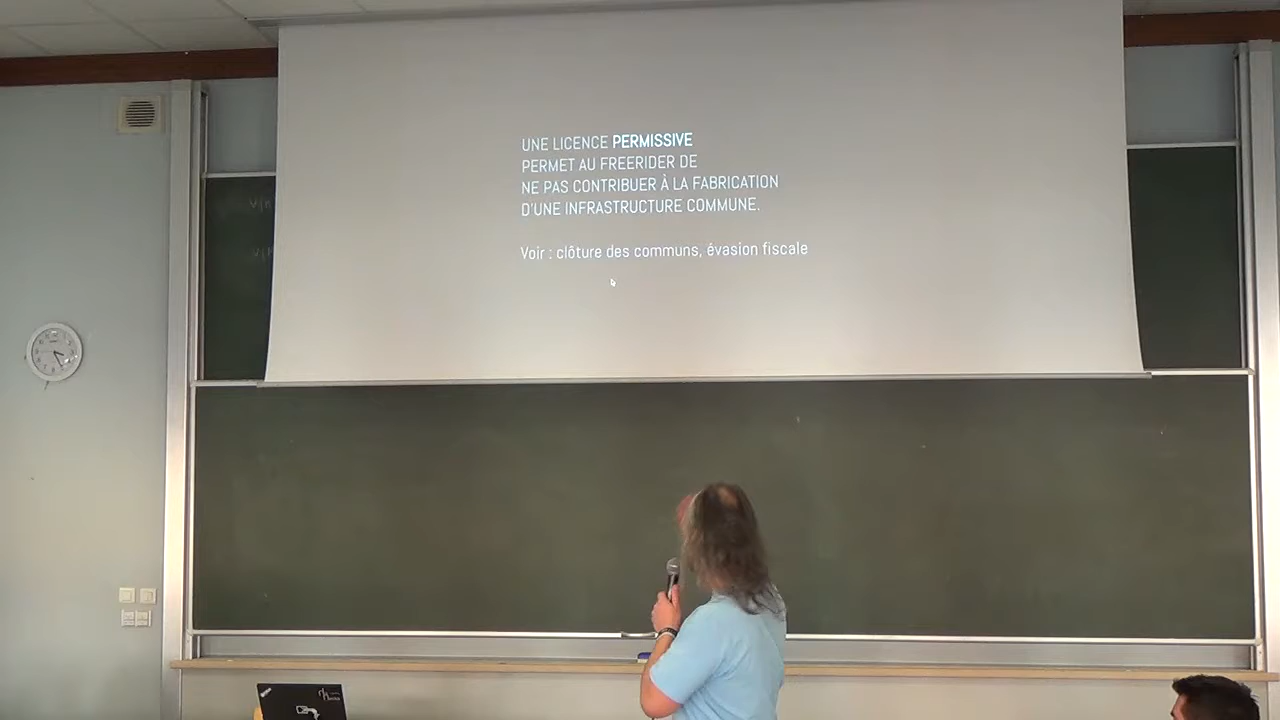 UNE LICENCE PERMISSIVE
PERMET AU FREERIDER DE
NE PAS CONTRIBUER À LA FABRICATION
D'UNE INFRASTRUCTURE COMMUNE.
Voir : clôture des communs, évasion fiscale